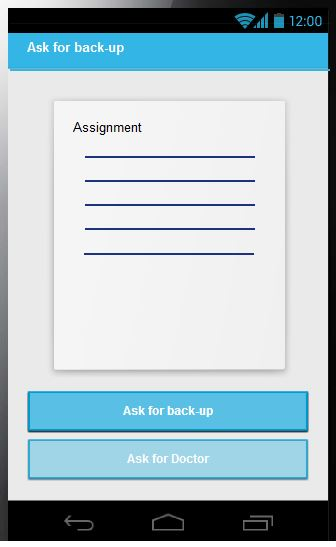 12:00
Ask for back-up
Assignment
Ask for back-up
Ask for Doctor